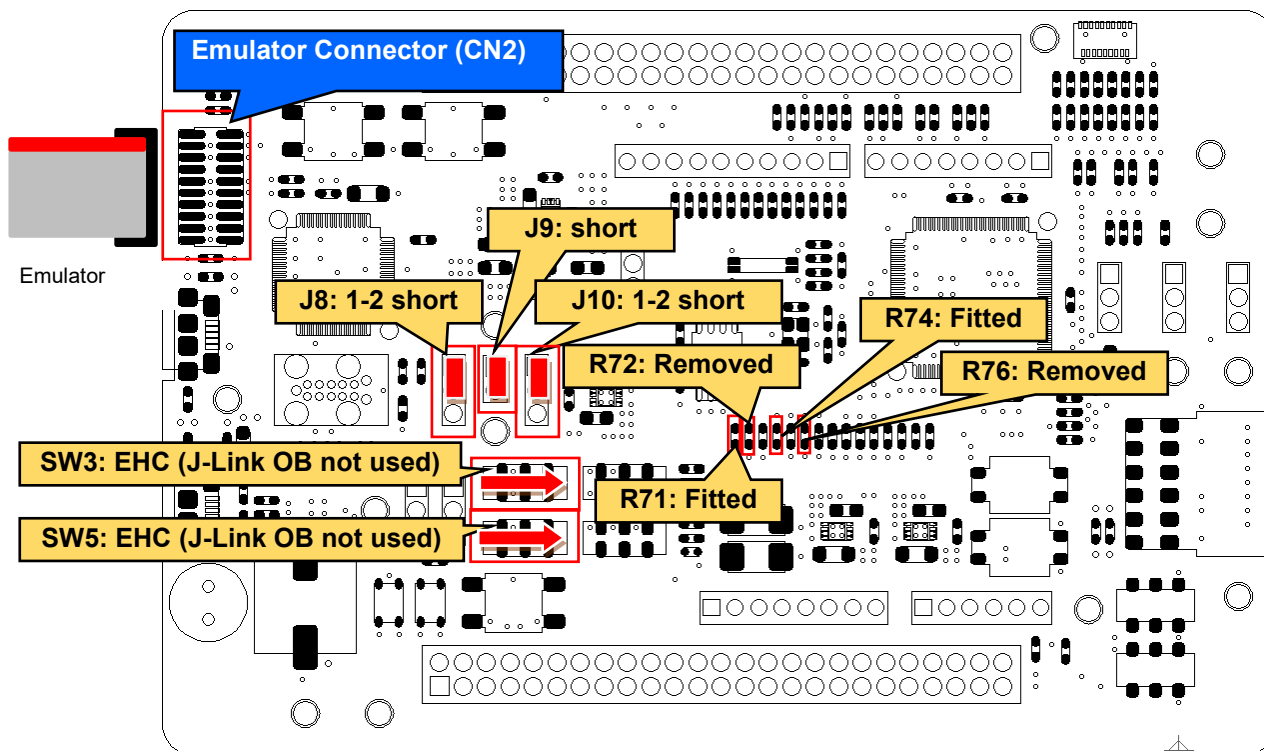 Emulator Connector (CN2)
Emulator
J9: short
J8: 1-2 short
J10: 1-2 short
R74: Fitted
R72: Removed
R76: Removed
SW3: EHC (J-Link OB not used)
R71: Fitted
SW5: EHC (J-Link OB not used)